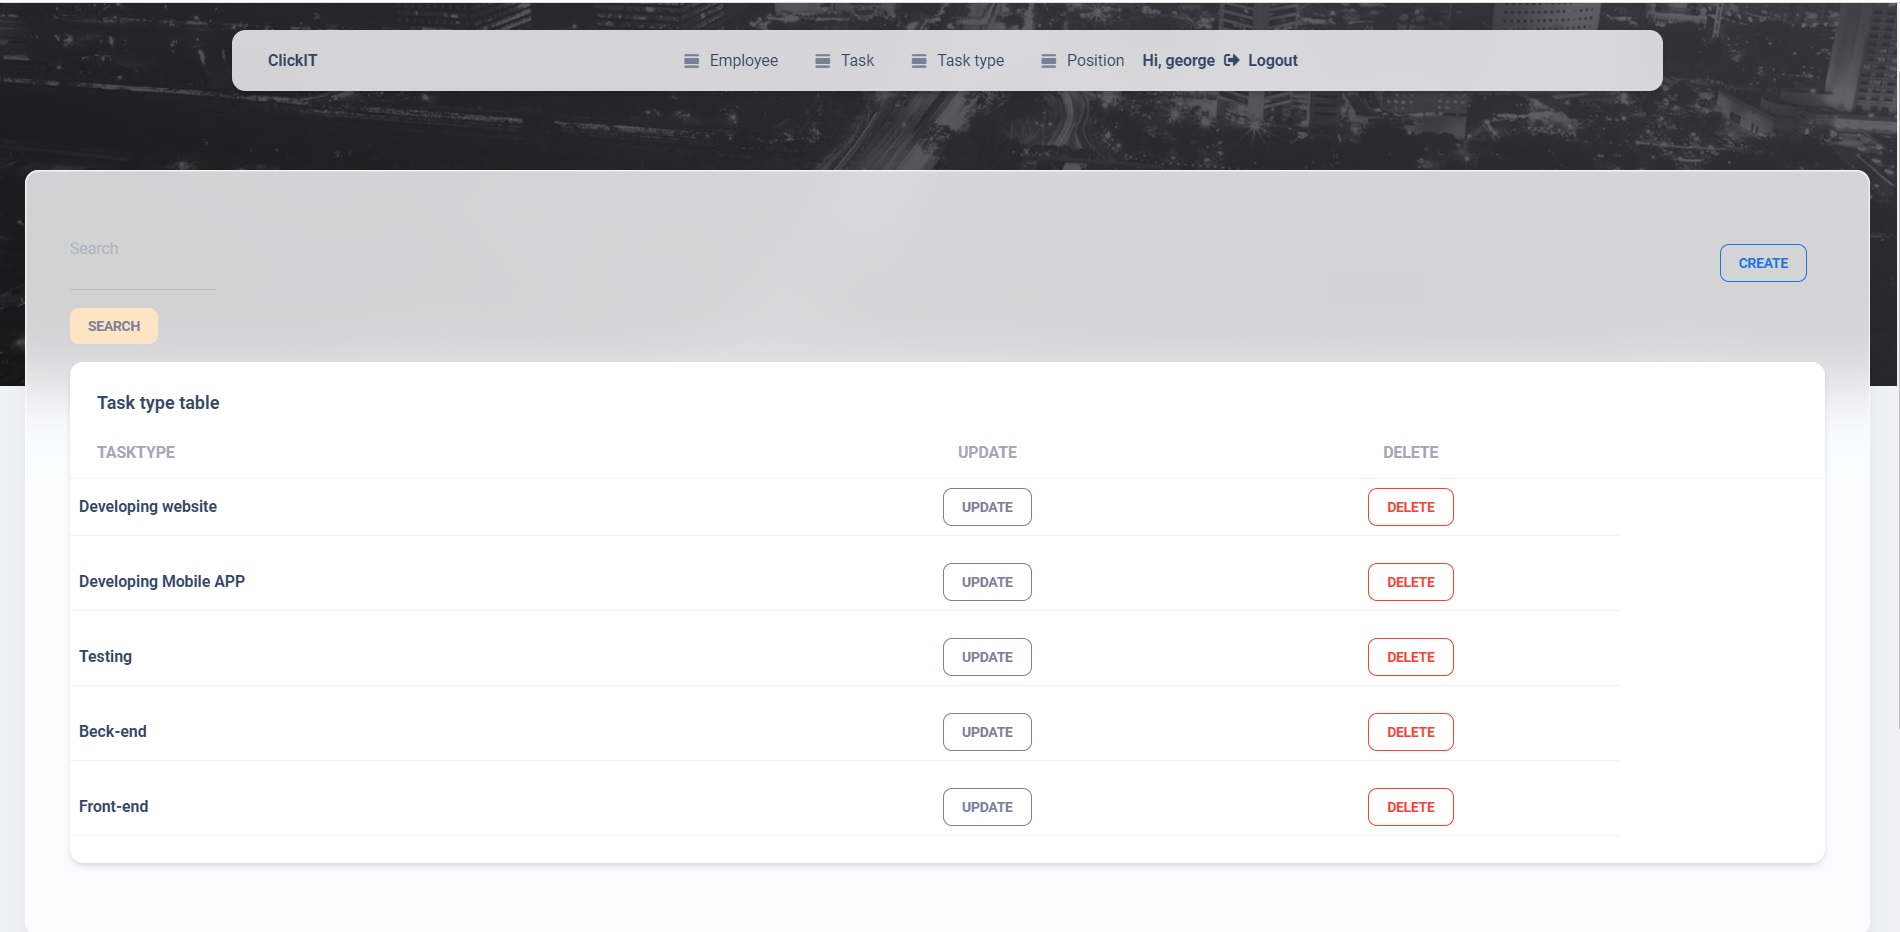 ClickIT Employee Task Task type Position Hi, george Logout
Search
CREATE
SEARCH
Task type table
TASKTYPE UPDATE DELETE
Developing website UPDATE DELETE
Developing Mobile APP UPDATE DELETE
Testing UPDATE DELETE
Beck-end UPDATE DELETE
Front-end UPDATE DELETE